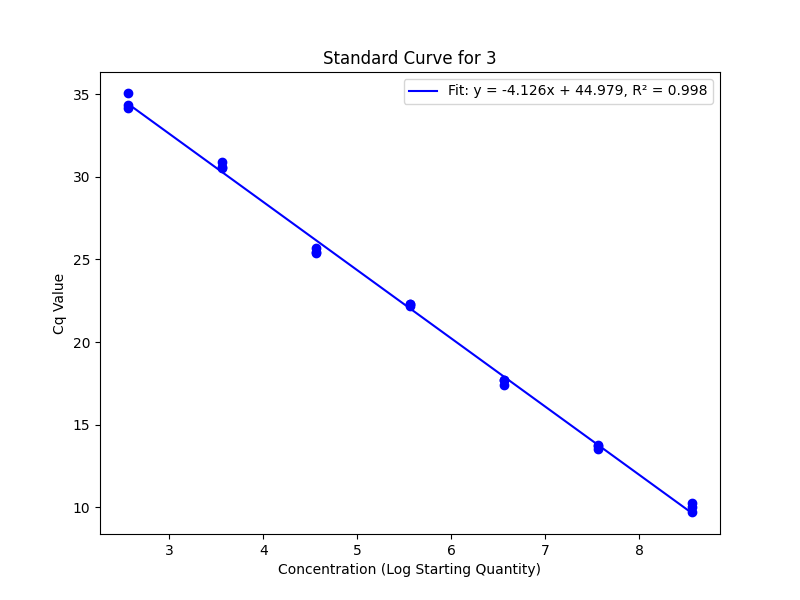 Standard Curve for 3
Fit: y = -4.126x + 44.979, R² = 0.998
35
30
25
20
15
10
Cq Value
3 4 5 6 7 8
Concentration (Log Starting Quantity)